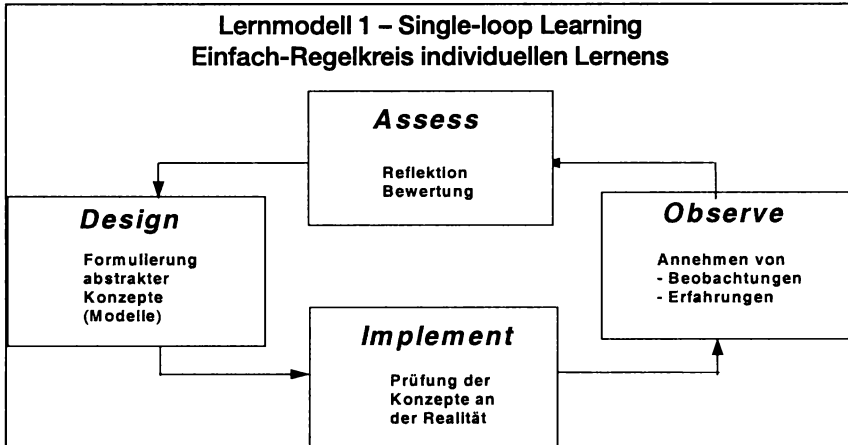 Lernmodell 1 – Single-loop Learning
Einfach-Regelkreis individuellen Lernens
Assess
Reflektion
Bewertung
Design
Formulierung
abstrakter
Konzepte
(Modelle)
Observe
Annehmen von
- Beobachtungen
- Erfahrungen
Implement
Prüfung der
Konzepte an
der Realität